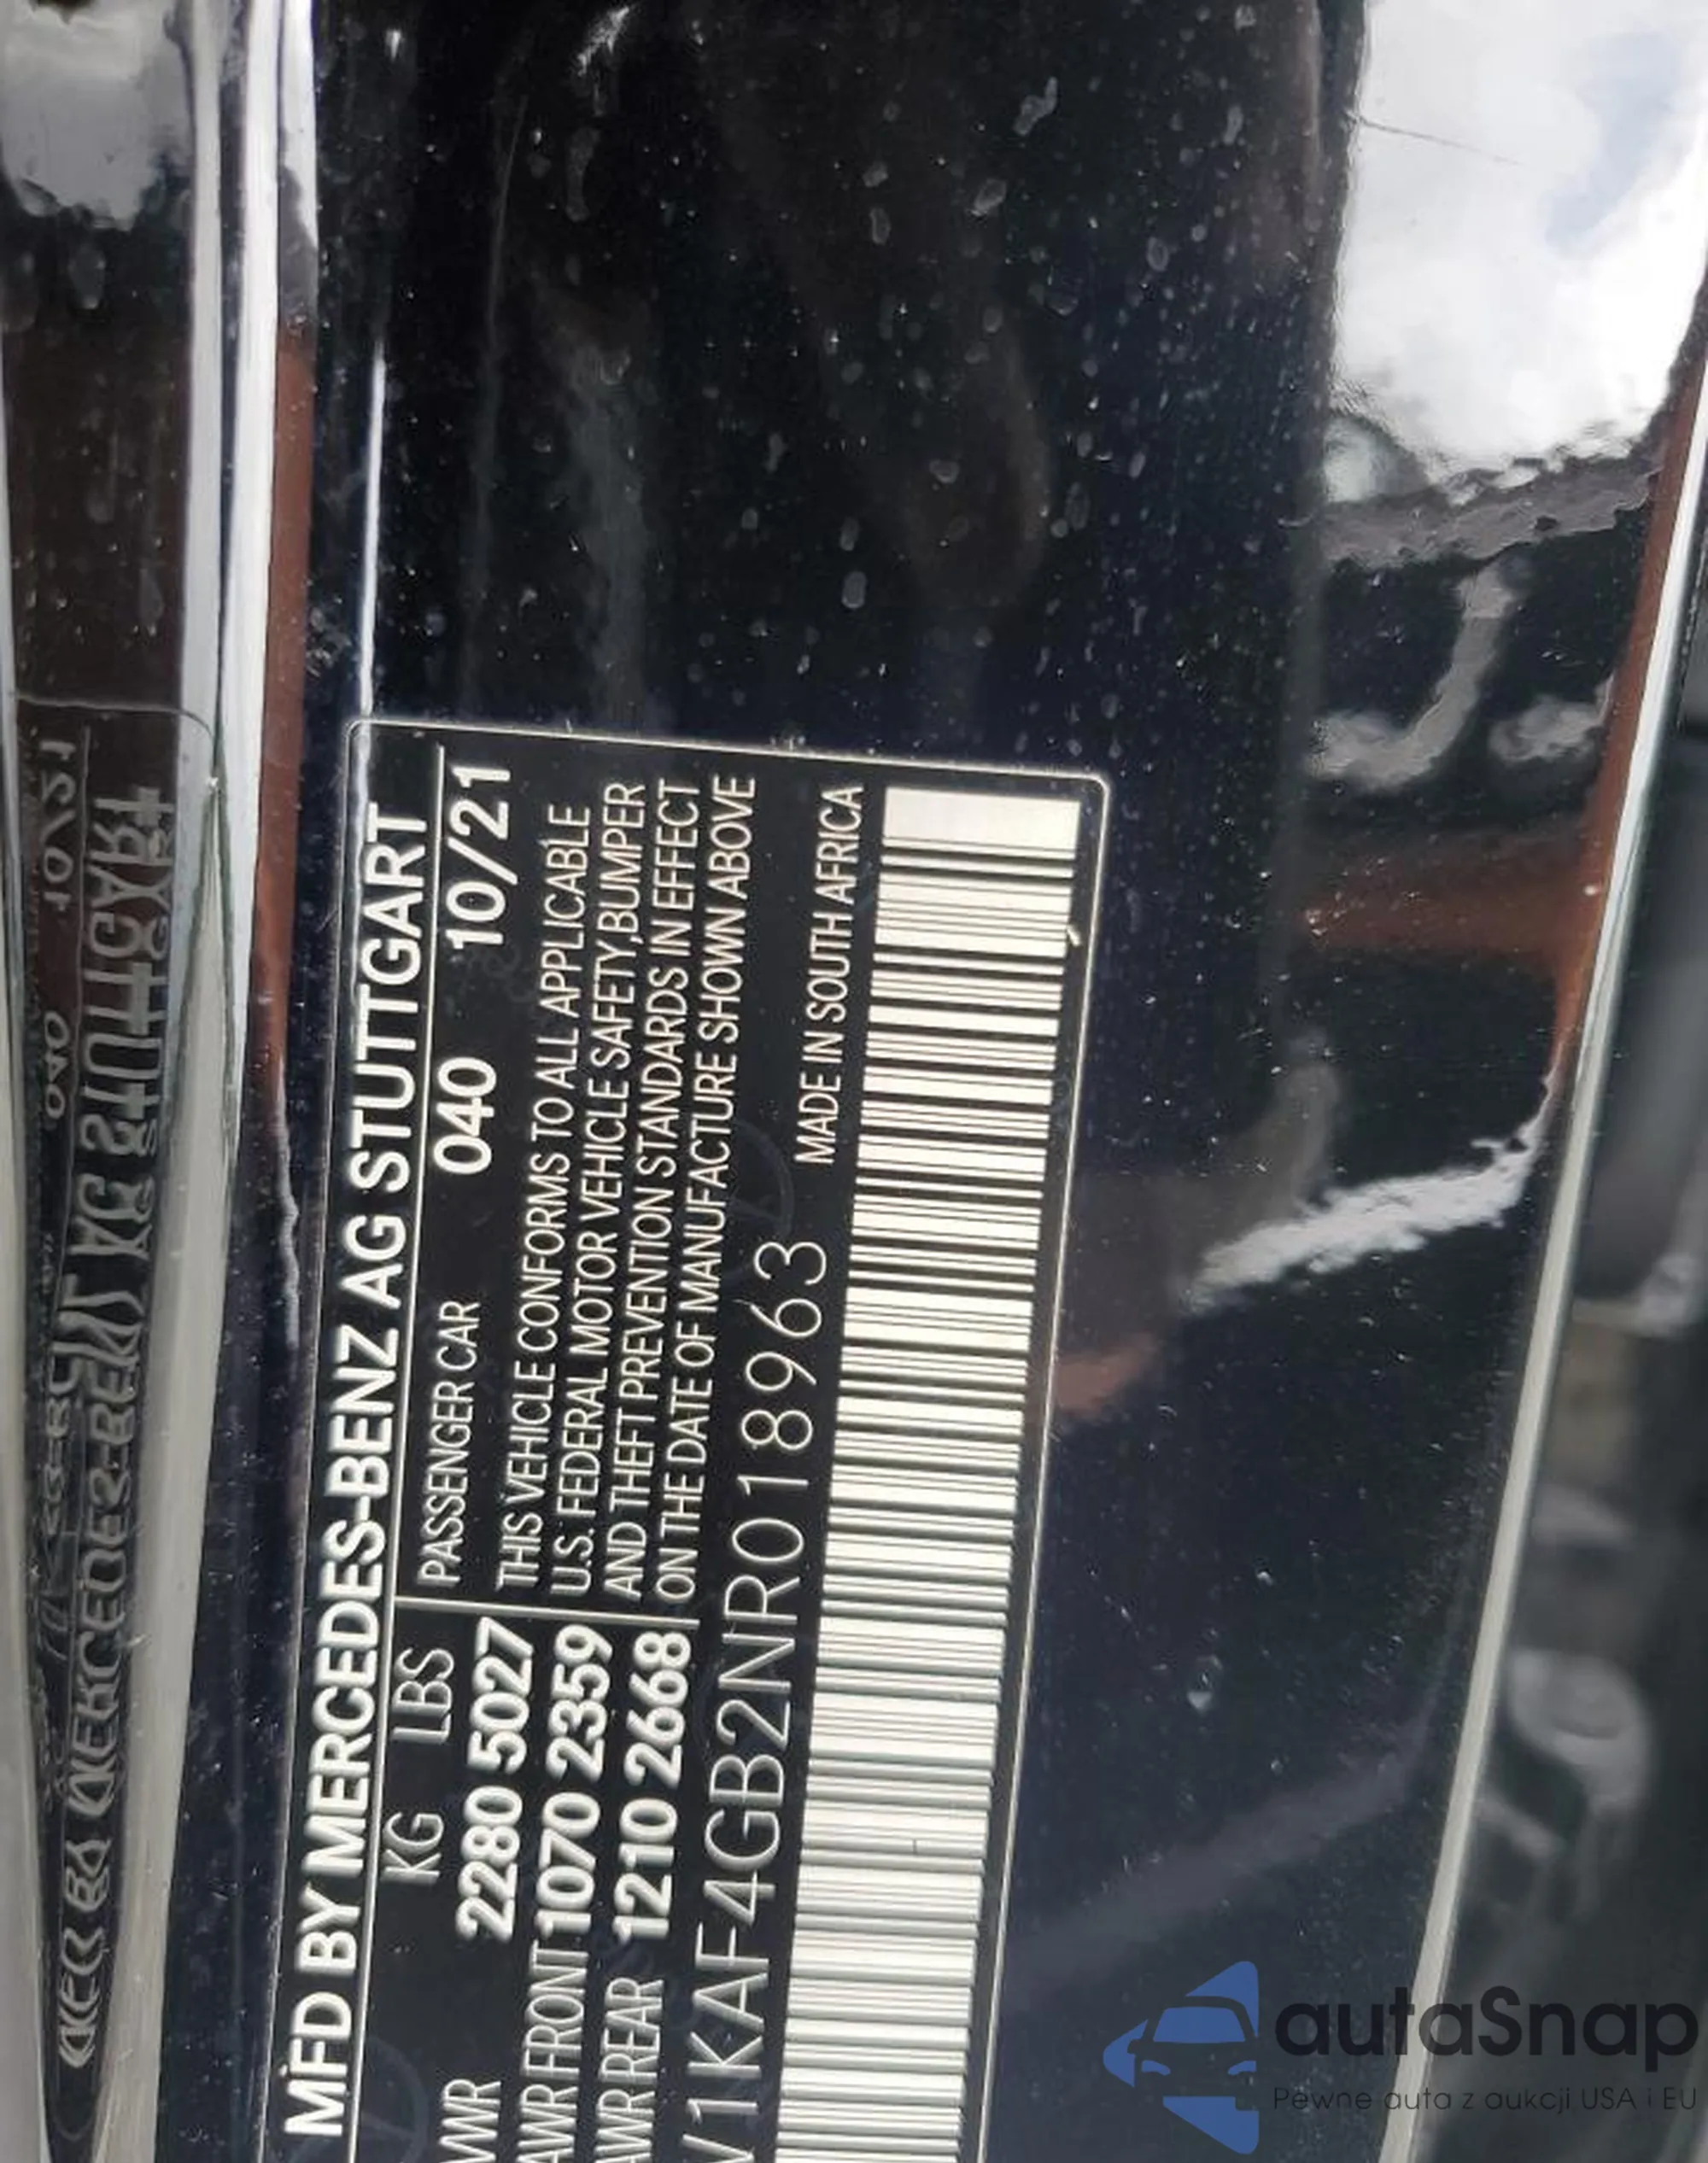 MFD BY MERCEDES-BENZ AG STUTTGART
KG LBS PASSENGER CAR 040 10/21
VWR 2280 5027 THIS VEHICLE CONFORMS TO ALL APPLICABLE
AWR FRONT 1070 2359 U.S. FEDERAL MOTOR VEHICLE SAFETY,BUMPER
AWR REAR 1210 2668 AND THEFT PREVENTION STANDARDS IN EFFECT
ON THE DATE OF MANUFACTURE SHOWN ABOVE
W1KAF4GB2NR018963 MADE IN SOUTH AFRICA
autaSnap
Pewne auta z aukcji USA i EU